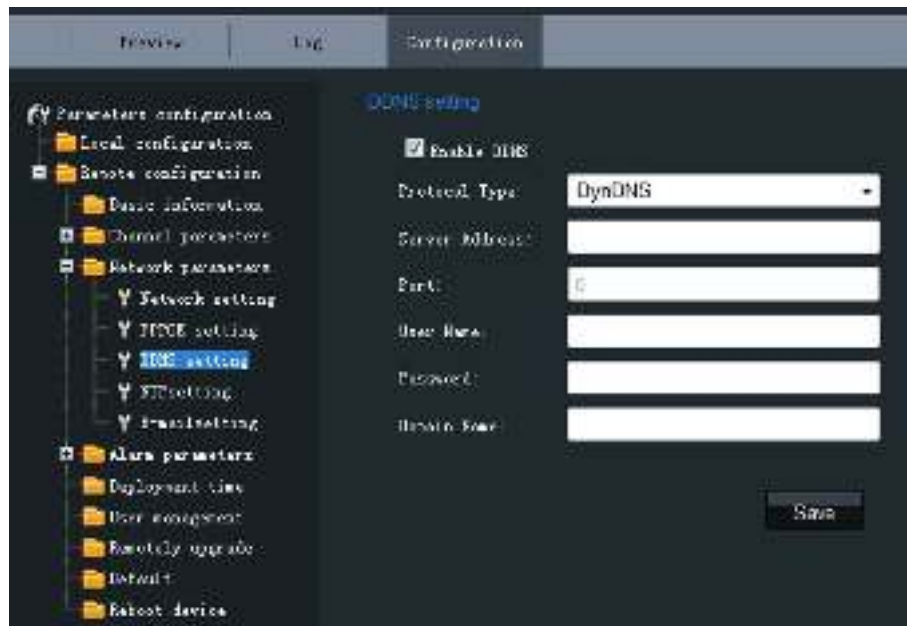 Preview
Log
Configuration
Parameters configuration
Local configuration
Remote configuration
Basic information
Channel parameters
Network parameters
Network setting
PPPOE setting
DDNS setting
NTPsetting
E-mailsetting
Alarm parameters
Deployment time
User management
Remotely upgrade
Default
Reboot device
DDNS setting
Enable DDNS
Protocol Type
DynDNS
Server Address:
Port:
0
User Name:
Password:
Domain Name:
Save